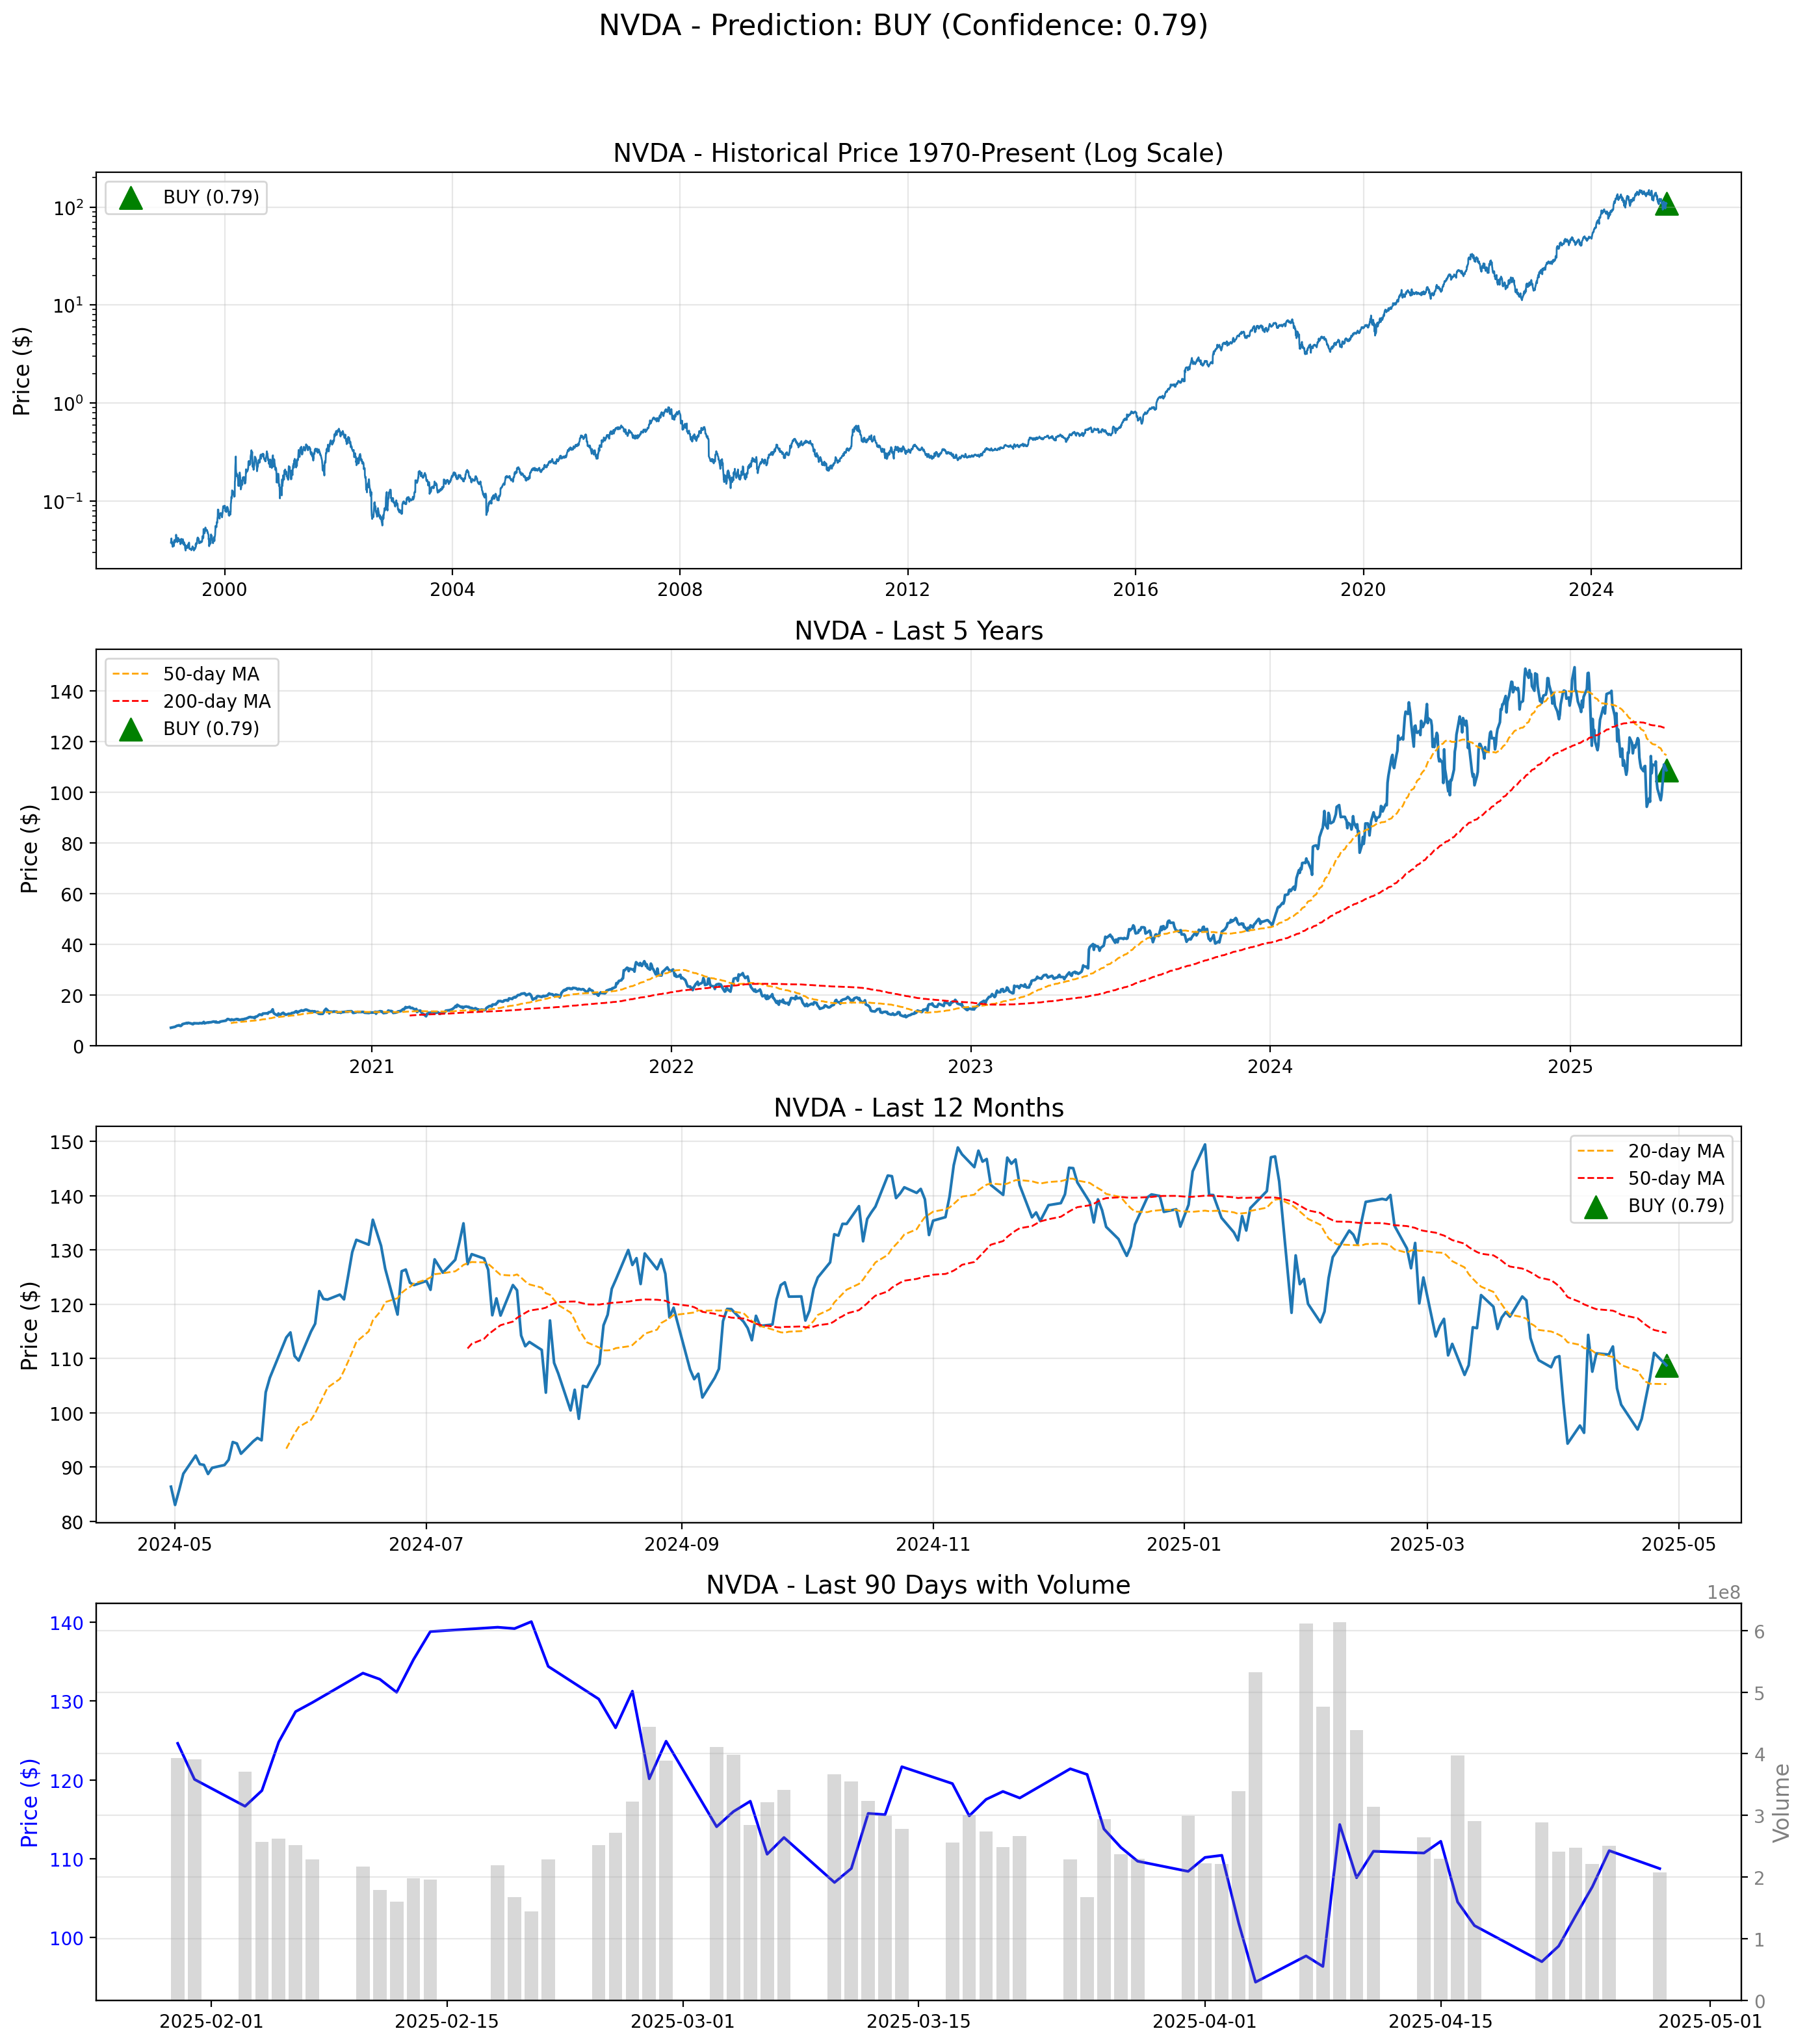 NVDA - Prediction: BUY (Confidence: 0.79)
NVDA - Historical Price 1970-Present (Log Scale)
BUY (0.79)
Price ($)
10²
10¹
10⁰
10⁻¹
2000 2004 2008 2012 2016 2020 2024
NVDA - Last 5 Years
50-day MA
200-day MA
BUY (0.79)
Price ($)
140
120
100
80
60
40
20
0
2021 2022 2023 2024 2025
NVDA - Last 12 Months
20-day MA
50-day MA
BUY (0.79)
Price ($)
150
140
130
120
110
100
90
80
2024-05 2024-07 2024-09 2024-11 2025-01 2025-03 2025-05
NVDA - Last 90 Days with Volume
1e8
Price ($)
140
130
120
110
100
6
5
4
3
2
1
0
Volume
2025-02-01 2025-02-15 2025-03-01 2025-03-15 2025-04-01 2025-04-15 2025-05-01